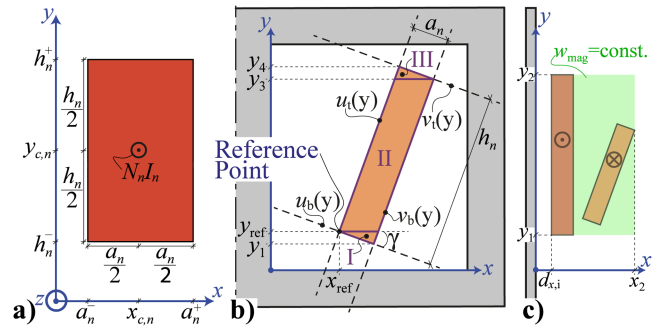 y
h_n^+
h_n/2
y_{c,n}
N_n I_n
h_n/2
h_n^-
a_n/2 a_n/2
z x
a) a_n^- x_{c,n} a_n^+
y a_n
y_4 III
y_3
u_t(y) v_t(y)
h_n
Reference
Point
II
u_b(y) v_b(y)
y_ref γ
y_1 I
x_ref x
b)
y w_mag=const.
y_2
y_1
x
c) d_{x,i} x_2